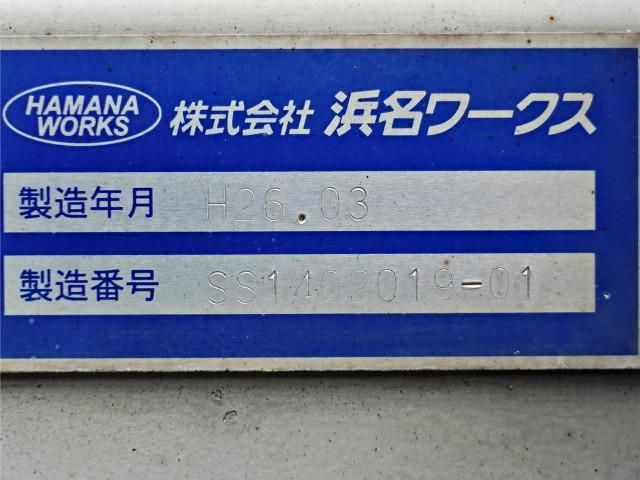 HAMANA
WORKS
株式会社 浜名ワークス
製造年月 H26.03
製造番号 SS1402019-01